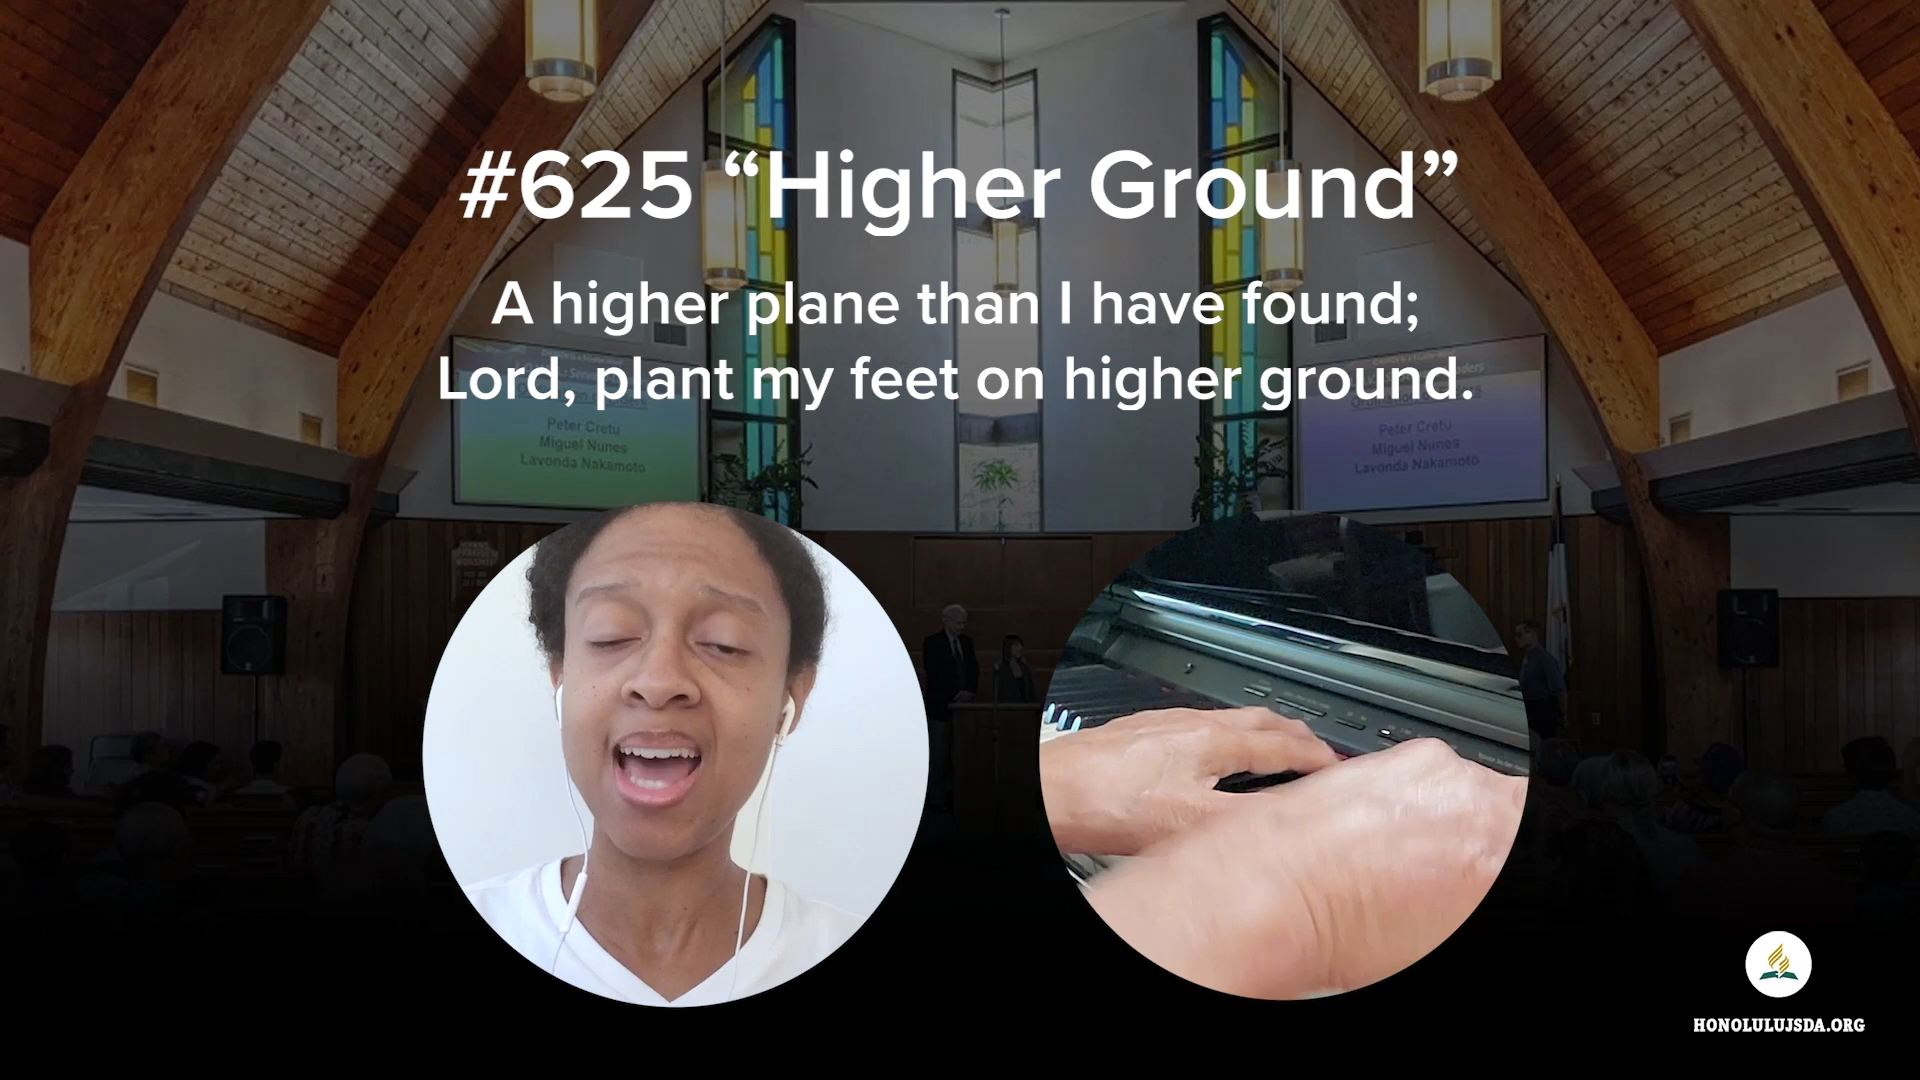 #625 “Higher Ground”
A higher plane than I have found;
Lord, plant my feet on higher ground.
Peter Cretu
Miguel Nunes
Lavonda Nakamoto
Peter Cretu
Miguel Nunes
Lavonda Nakamoto
HONOLULUJSDA.ORG